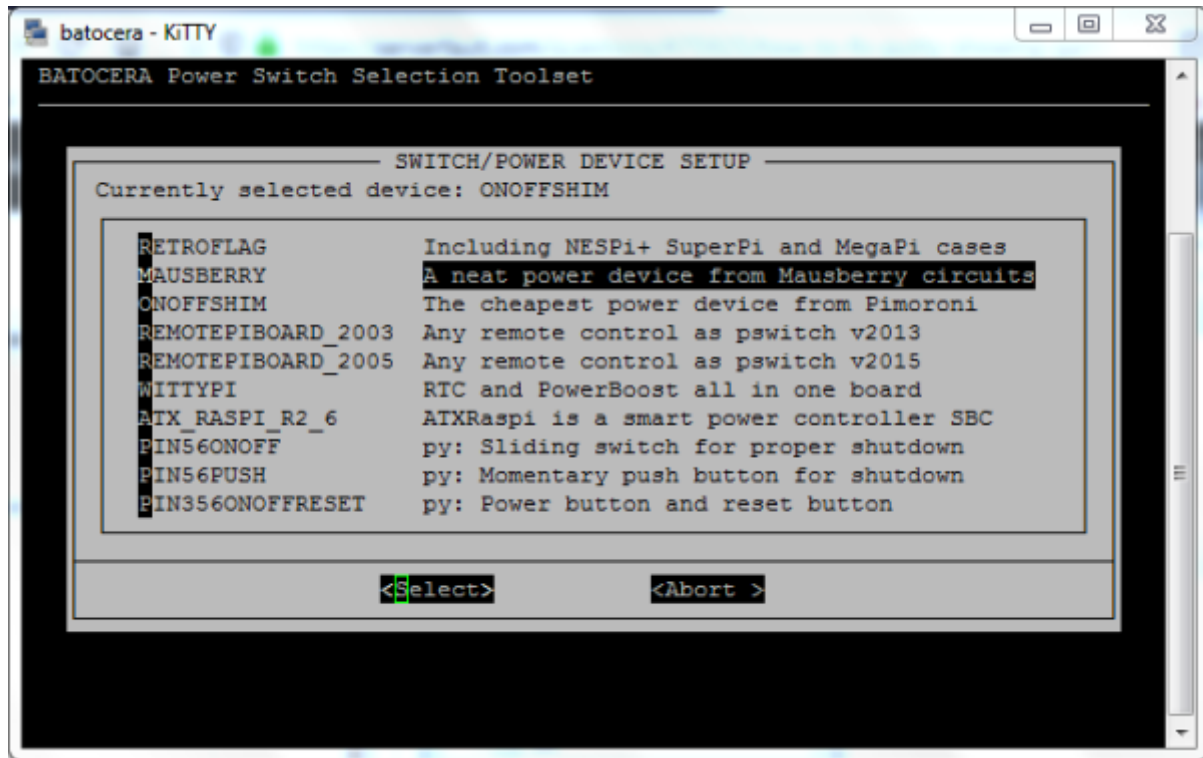 batocera - KiTTY
BATOCERA Power Switch Selection Toolset
SWITCH/POWER DEVICE SETUP
Currently selected device: ONOFFSHIM
RETROFLAG Including NESPi+ SuperPi and MegaPi cases
MAUSBERRY A neat power device from Mausberry circuits
ONOFFSHIM The cheapest power device from Pimoroni
REMOTEPIBOARD_2003 Any remote control as pswitch v2013
REMOTEPIBOARD_2005 Any remote control as pswitch v2015
WITTYPI RTC and PowerBoost all in one board
ATX_RASPI_R2_6 ATXRaspi is a smart power controller SBC
PIN56ONOFF py: Sliding switch for proper shutdown
PIN56PUSH py: Momentary push button for shutdown
PIN356ONOFFRESET py: Power button and reset button
<Select> <Abort >